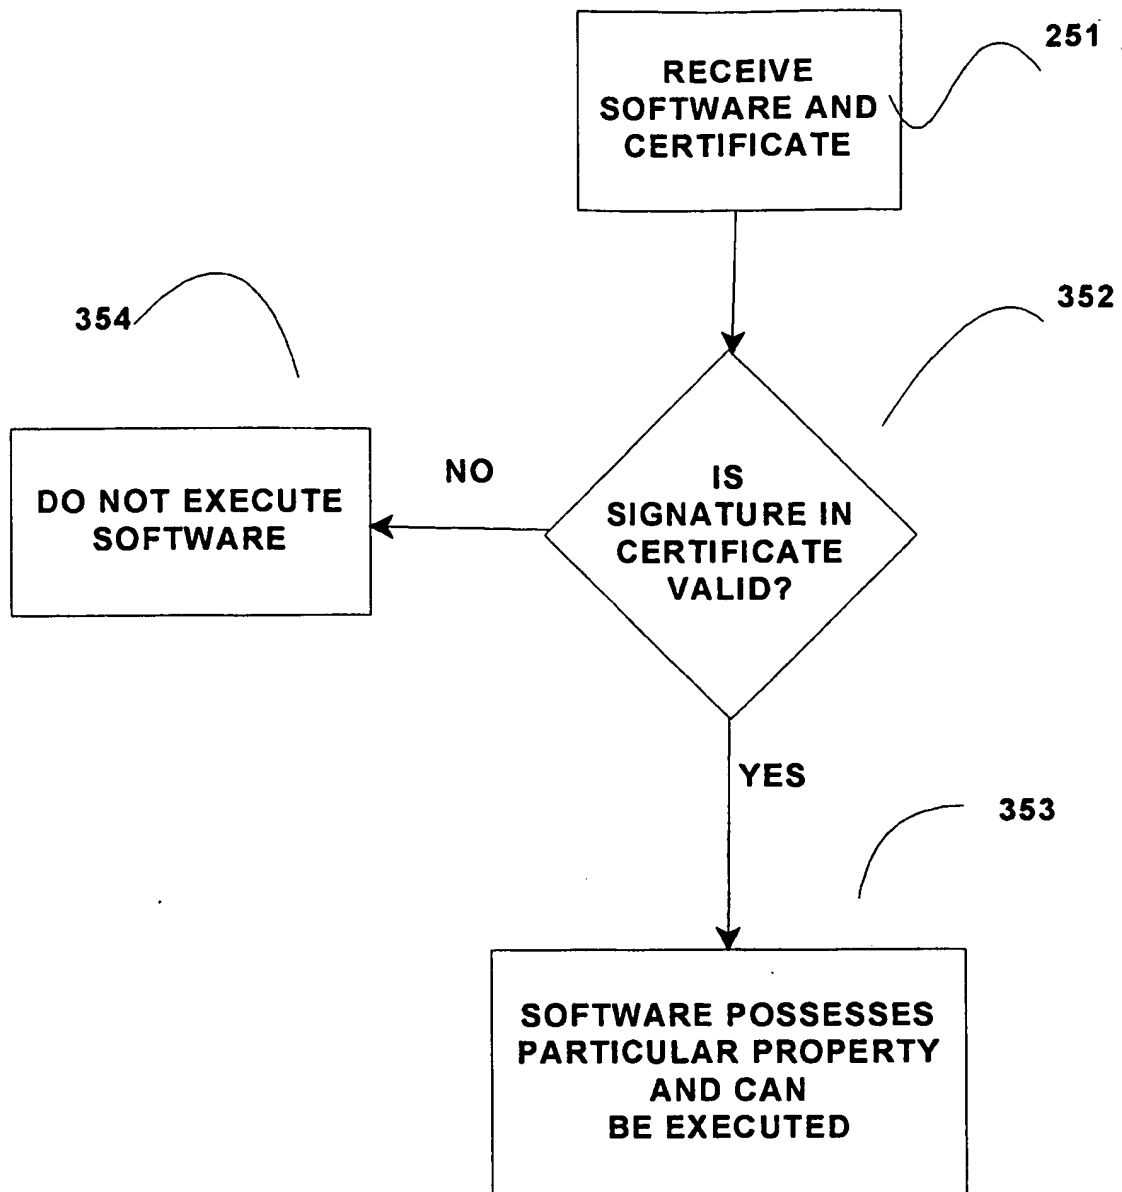 251
RECEIVE
SOFTWARE AND
CERTIFICATE
352
354
NO
IS
SIGNATURE IN
CERTIFICATE
VALID?
DO NOT EXECUTE
SOFTWARE
YES
353
SOFTWARE POSSESSES
PARTICULAR PROPERTY
AND CAN
BE EXECUTED